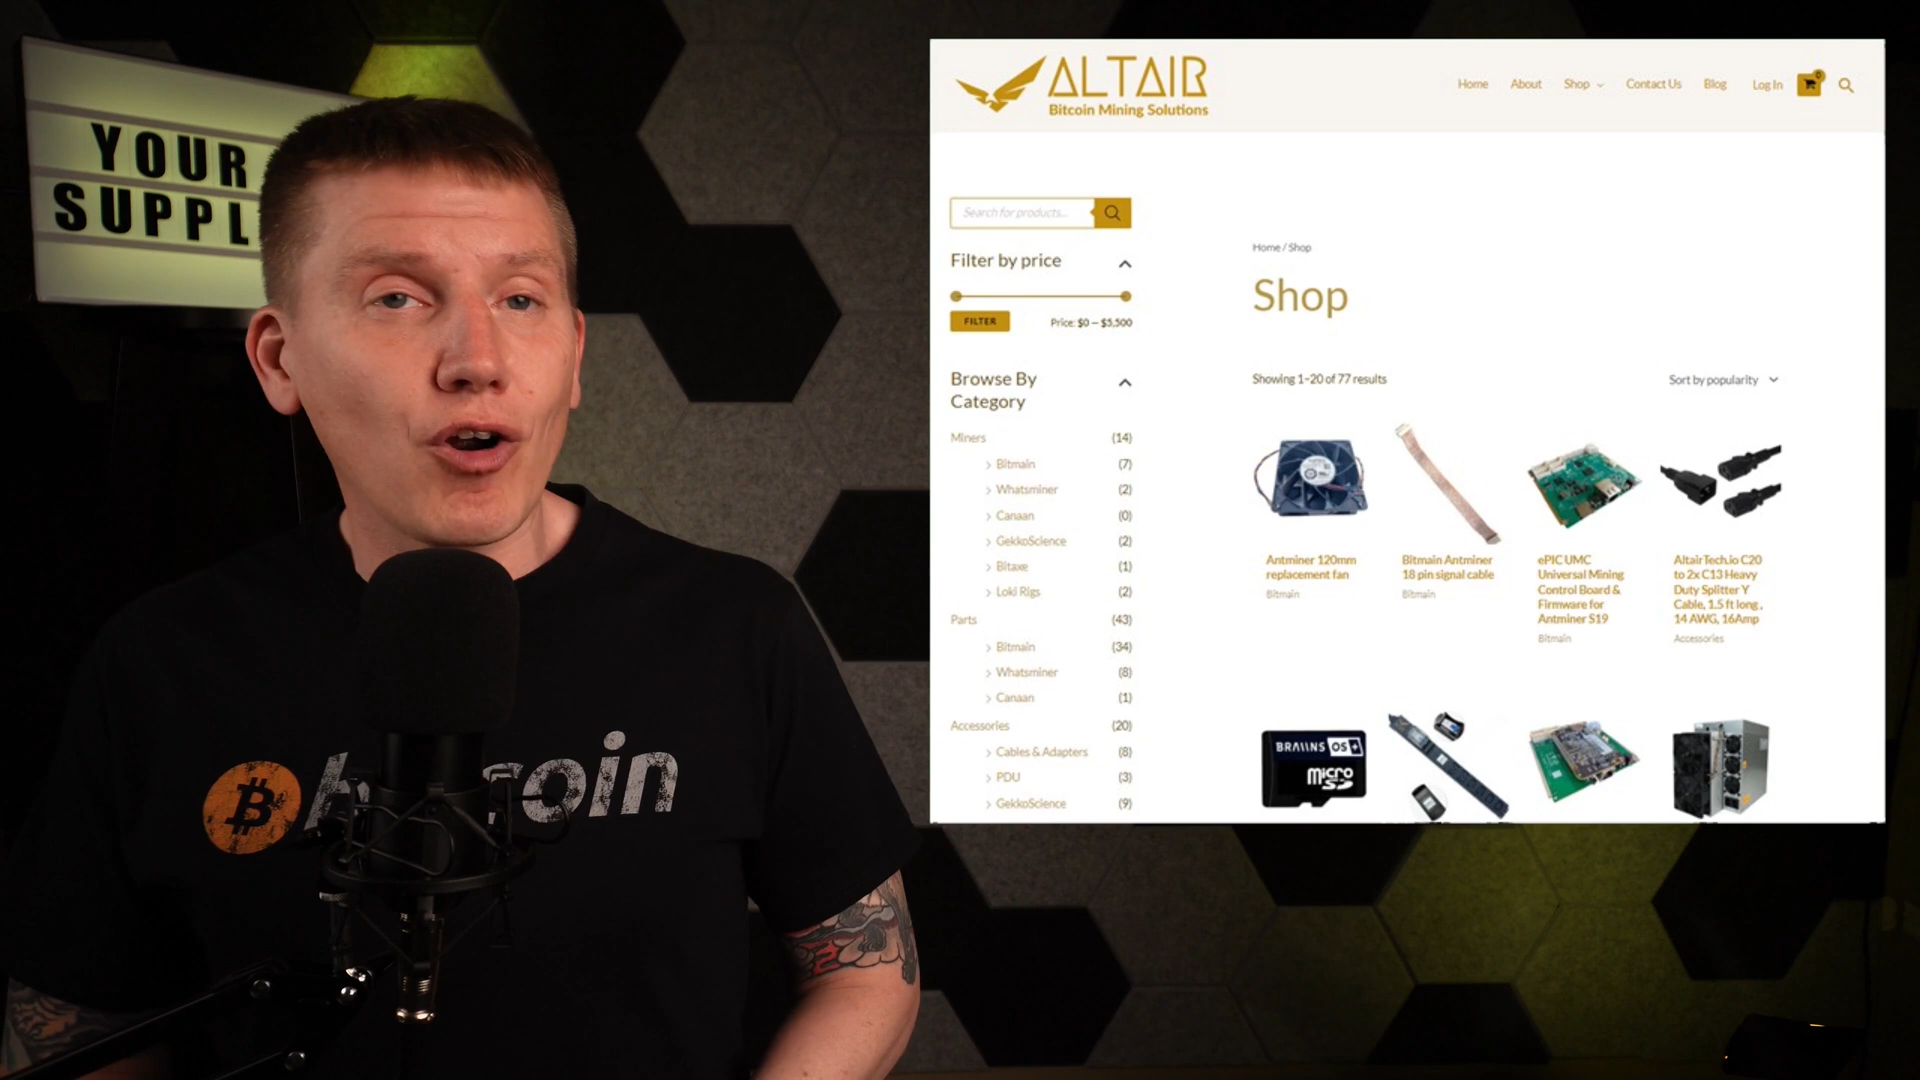 YOUR
SUPPL
bitcoin
ALTAIR
Bitcoin Mining Solutions
Home About Shop Contact Us Blog Log In 0
Search for products...
Filter by price
FILTER Price: $0 — $5,500
Browse By
Category
Miners (14)
Bitmain (7)
Whatsminer (2)
Canaan (0)
GekkoScience (2)
Bitaxe (1)
Loki Rigs (2)
Parts (43)
Bitmain (34)
Whatsminer (8)
Canaan (1)
Accessories (20)
Cables & Adapters (8)
PDU (3)
GekkoScience (9)
Home / Shop
Shop
Showing 1–20 of 77 results
Sort by popularity
Antminer 120mm
replacement fan
Bitmain
Bitmain Antminer
18 pin signal cable
Bitmain
ePIC UMC
Universal Mining
Control Board &
Firmware for
Antminer S19
Bitmain
AltairTech.io C20
to 2x C13 Heavy
Duty Splitter Y
Cable, 1.5 ft long ,
14 AWG, 16Amp
Accessories
BRAIINS OS+
micro
SD